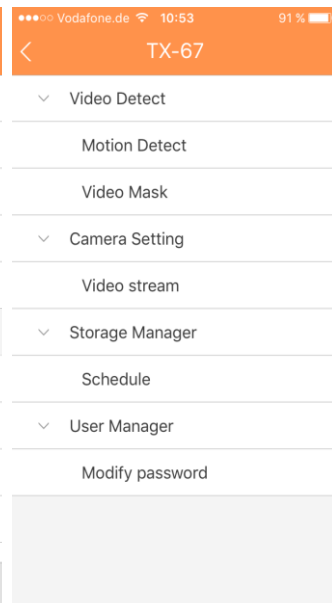 Vodafone.de 10:53 91 %
TX-67
Video Detect
Motion Detect
Video Mask
Camera Setting
Video stream
Storage Manager
Schedule
User Manager
Modify password